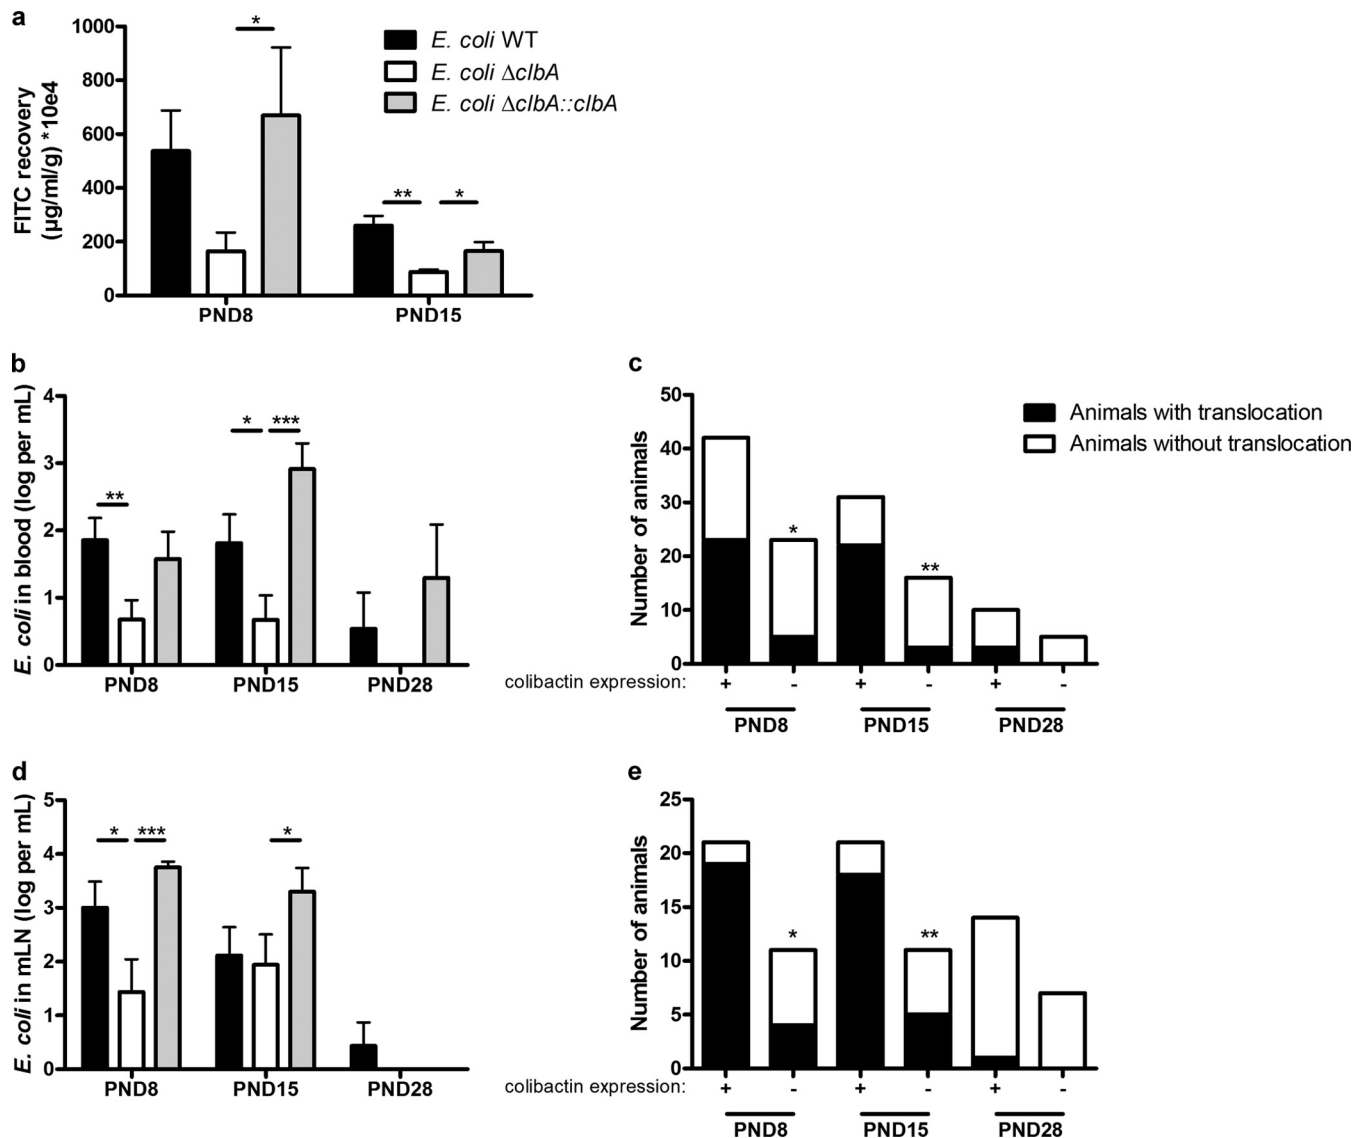 a
FITC recovery
(µg/ml/g) *10e4
1000
800
600
400
200
0
*
** *
PND8 PND15
E. coli WT
E. coli ΔclbA
E. coli ΔclbA::clbA
b
E. coli in blood (log per mL)
4
3
2
1
0
**
* ***
PND8 PND15 PND28
c
Number of animals
50
40
30
20
10
0
*
**
Animals with translocation
Animals without translocation
colibactin expression: + - + - + -
PND8 PND15 PND28
d
E. coli in mLN (log per mL)
5
4
3
2
1
0
* ***
*
PND8 PND15 PND28
e
Number of animals
25
20
15
10
5
0
*
**
colibactin expression: + - + - + -
PND8 PND15 PND28